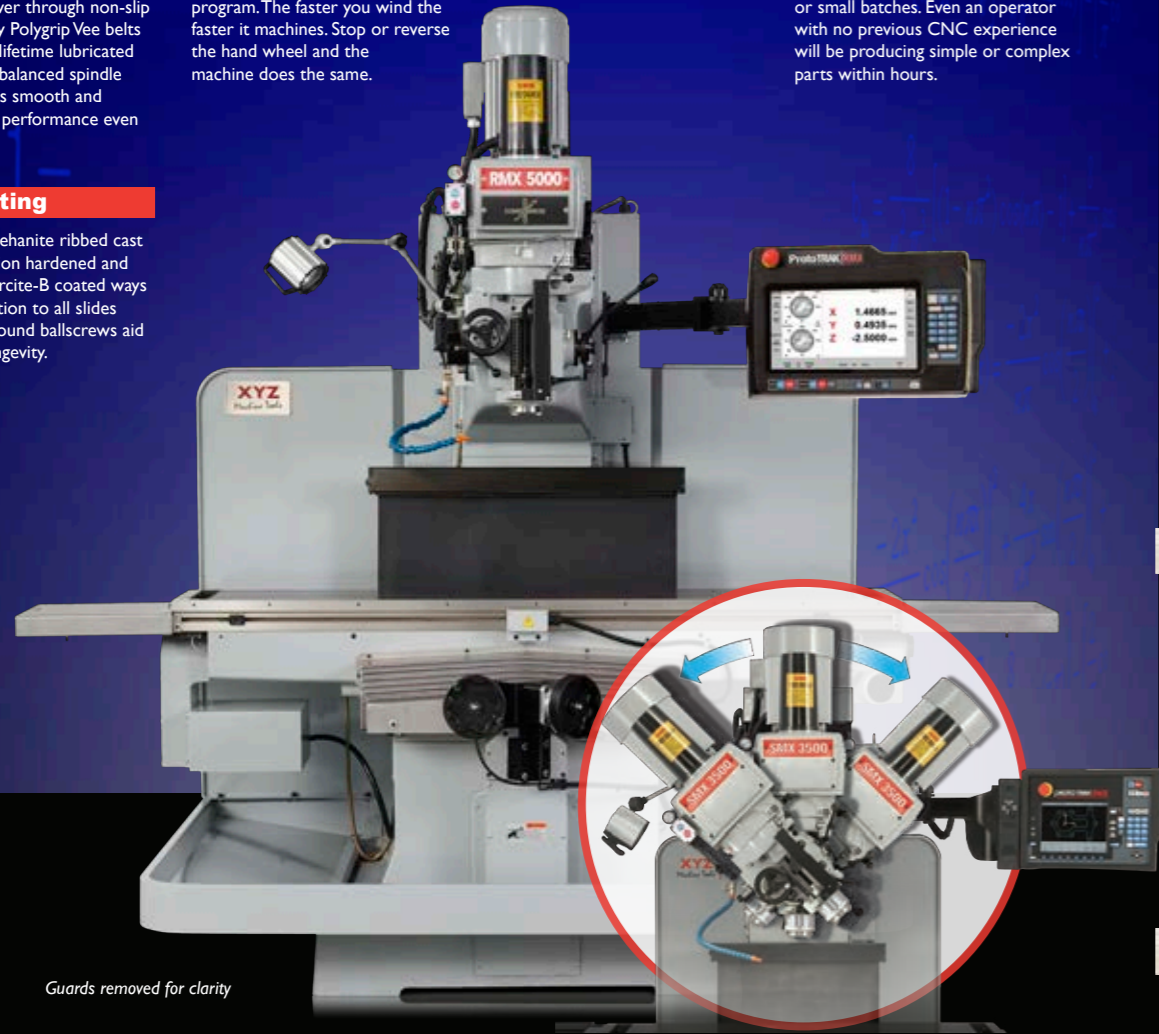 ver through non-slip
y Polygrip Vee belts
lifetime lubricated
balanced spindle
s smooth and
performance even
program. The faster you wind the
faster it machines. Stop or reverse
the hand wheel and the
machine does the same.
or small batches. Even an operator
with no previous CNC experience
will be producing simple or complex
parts within hours.
ting
ehanite ribbed cast
on hardened and
rcite-B coated ways
tion to all slides
ound ballscrews aid
ngevity.
RMX 5000
ProtoTRAK RMX
X 1.4665
Y 0.4935
Z -2.5000
XYZ
Machine Tools
SMX 3500
SMX 3500
SMX 3500
XYZ
Machine Tools
Guards removed for clarity